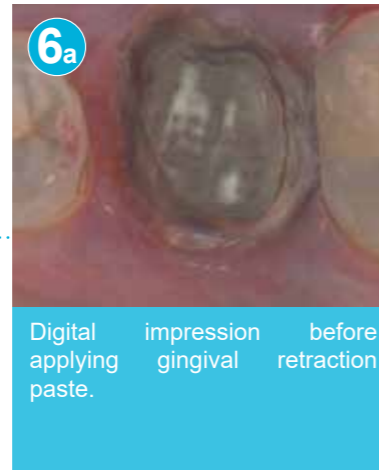 6a
Digital impression before
applying gingival retraction
paste.